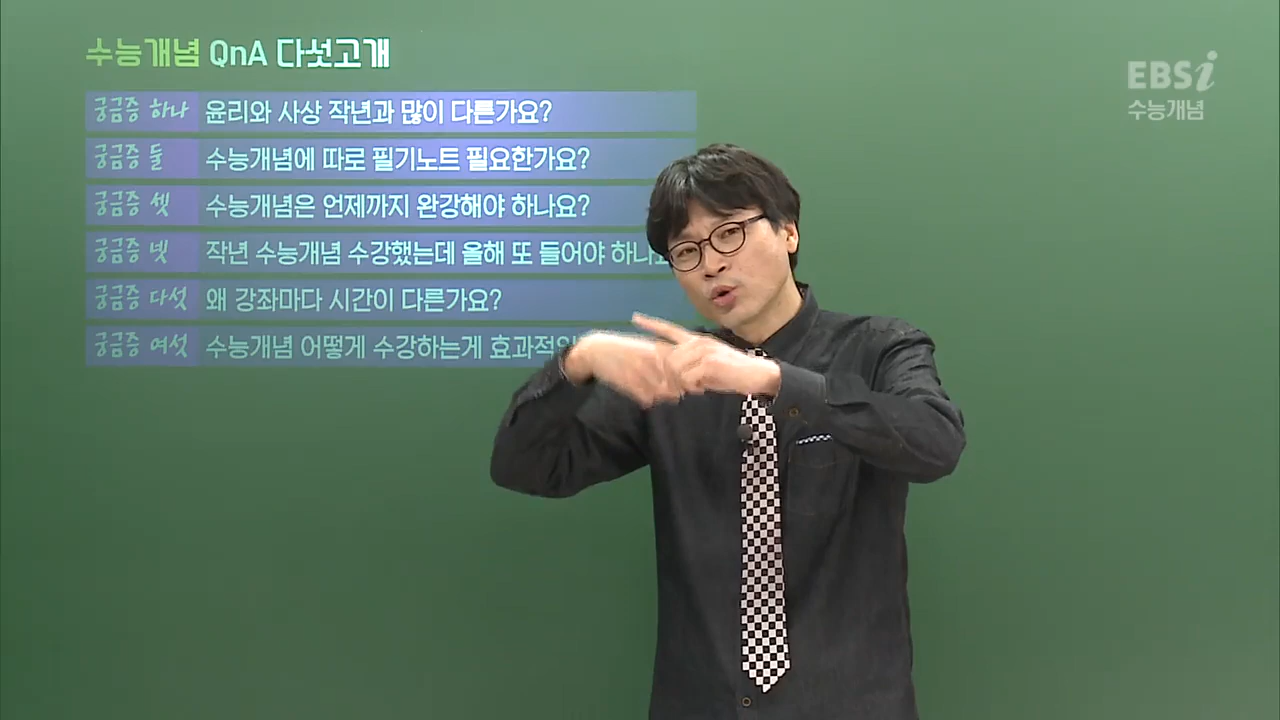 수능개념 QnA 다섯고개
EBSi
수능개념
궁금증 하나 윤리와 사상 작년과 많이 다른가요?
궁금증 둘 수능개념에 따로 필기노트 필요한가요?
궁금증 셋 수능개념은 언제까지 완강해야 하나요?
궁금증 넷 작년 수능개념 수강했는데 올해 또 들어야 하나
궁금증 다섯 왜 강좌마다 시간이 다른가요?
궁금증 여섯 수능개념 어떻게 수강하는게